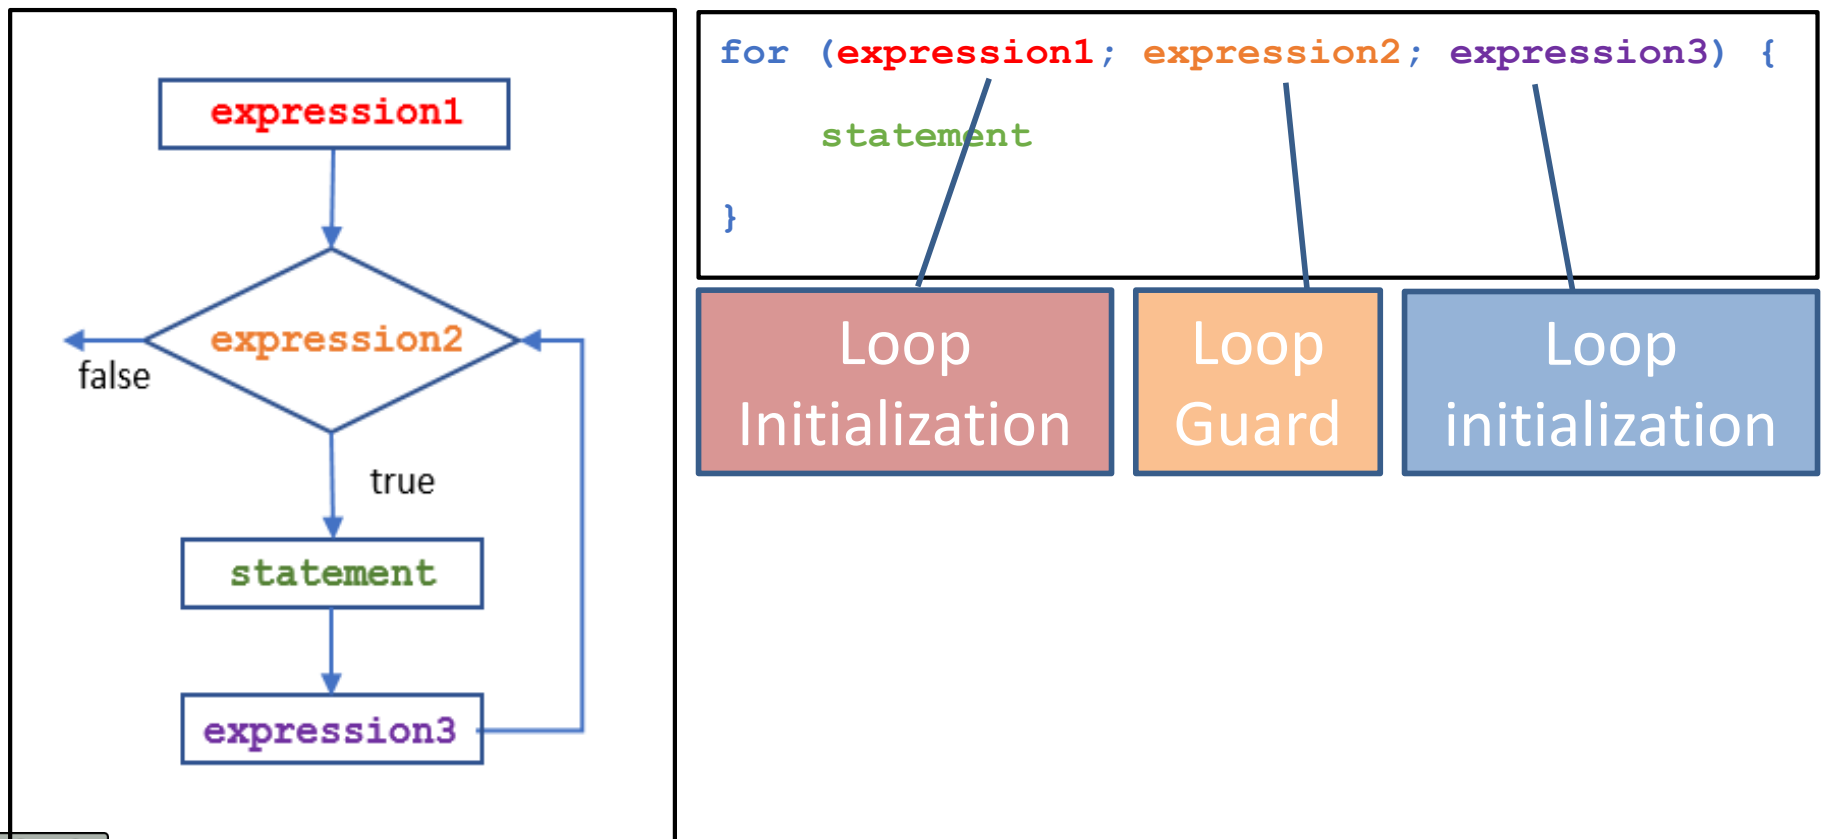 expression1
expression2
false
true
statement
expression3
for (expression1; expression2; expression3) {
statement
}
Loop
Initialization
Loop
Guard
Loop
initialization